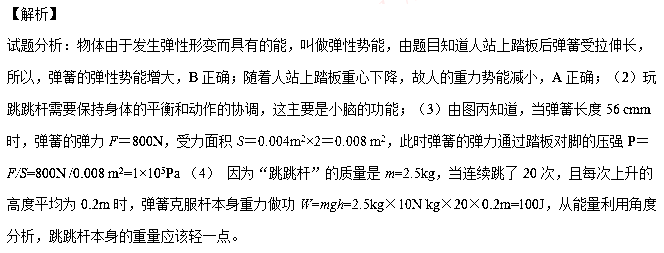 【解析】
试题分析：物体由于发生弹性形变而具有的能，叫做弹性势能，由题目知道人站上踏板后弹簧受拉伸长，
所以，弹簧的弹性势能增大，B 正确；随着人站上踏板重心下降，故人的重力势能减小，A 正确；（2）玩
跳跳杆需要保持身体的平衡和动作的协调，这主要是小脑的功能；（3）由图丙知道，当弹簧长度 56 cmm
时，弹簧的弹力 F＝800N，受力面积 S＝0.004m²×2＝0.008 m²，此时弹簧的弹力通过踏板对脚的压强 P＝
F/S=800N /0.008 m²=1×10⁵Pa （4） 因为“跳跳杆”的质量是 m=2.5kg，当连续跳了 20 次，且每次上升的
高度平均为 0.2m 时，弹簧克服杆本身重力做功 W=mgh=2.5kg×10N kg×20×0.2m=100J，从能量利用角度
分析，跳跳杆本身的重量应该轻一点。